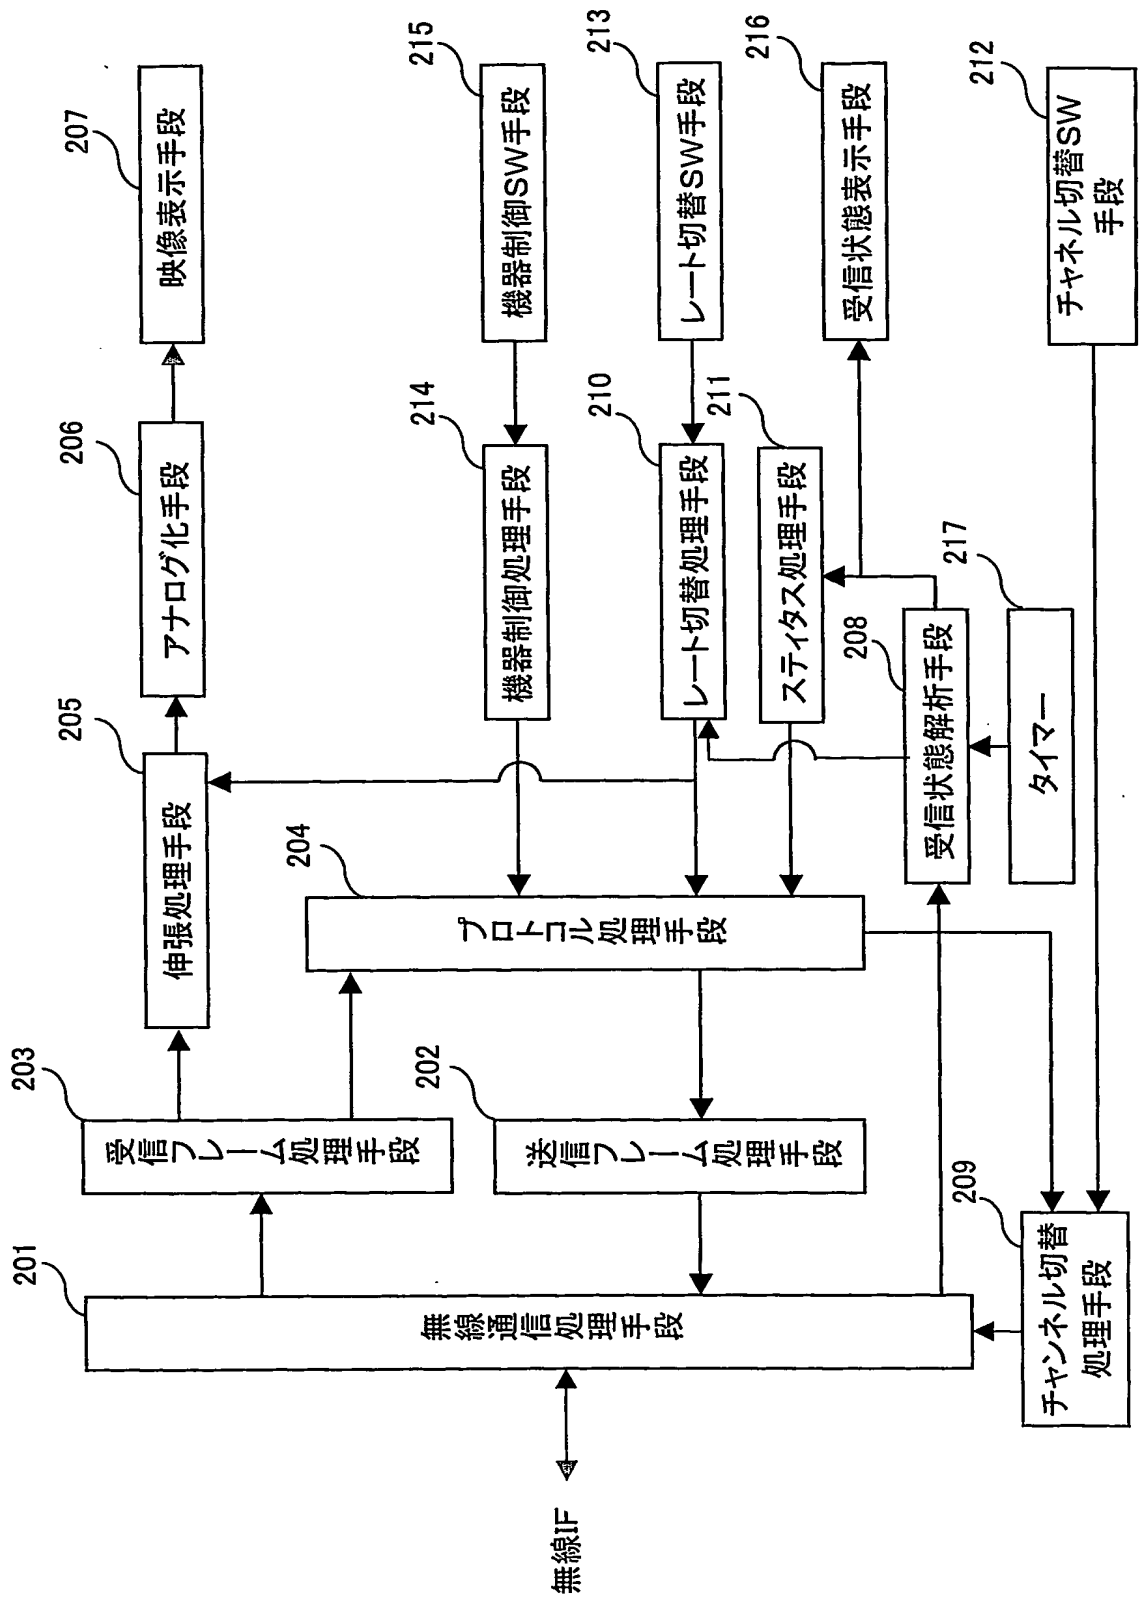 無線IF
201
無線通信処理手段
203
受信フレーム処理手段
202
送信フレーム処理手段
209
チャンネル切替
処理手段
205
伸張処理手段
204
プロトコル処理手段
206
アナログ化手段
207
映像表示手段
214
機器制御処理手段
215
機器制御SW手段
210
レート切替処理手段
213
レート切替SW手段
211
スティタス処理手段
216
受信状態表示手段
208
受信状態解析手段
217
タイマー
212
チャネル切替SW
手段